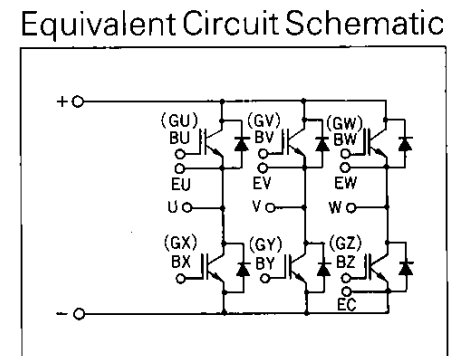 Equivalent Circuit Schematic
+
(GU) (GV) (GW)
BU BV BW
EU EV EW
U V W
(GX) (GY) (GZ)
BX BY BZ
EC
-